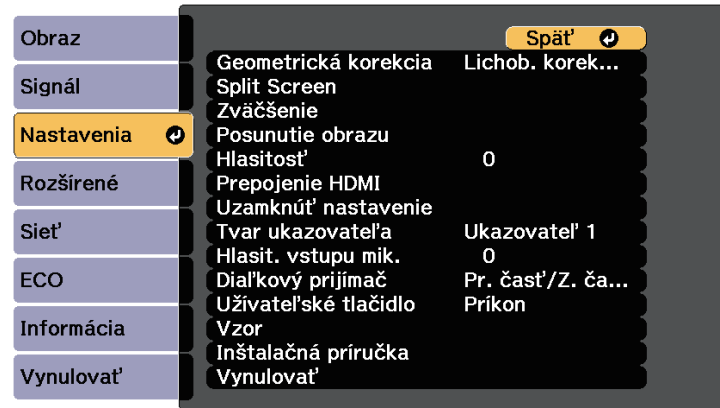 Obraz
Signál
Nastavenia
Rozšírené
Sieť
ECO
Informácia
Vynulovať
Späť
Geometrická korekcia Lichob. korek...
Split Screen
Zväčšenie
Posunutie obrazu
Hlasitosť 0
Prepojenie HDMI
Uzamknúť nastavenie
Tvar ukazovateľa Ukazovateľ 1
Hlasit. vstupu mik. 0
Diaľkový prijímač Pr. časť/Z. ča...
Užívateľské tlačidlo Príkon
Vzor
Inštalačná príručka
Vynulovať